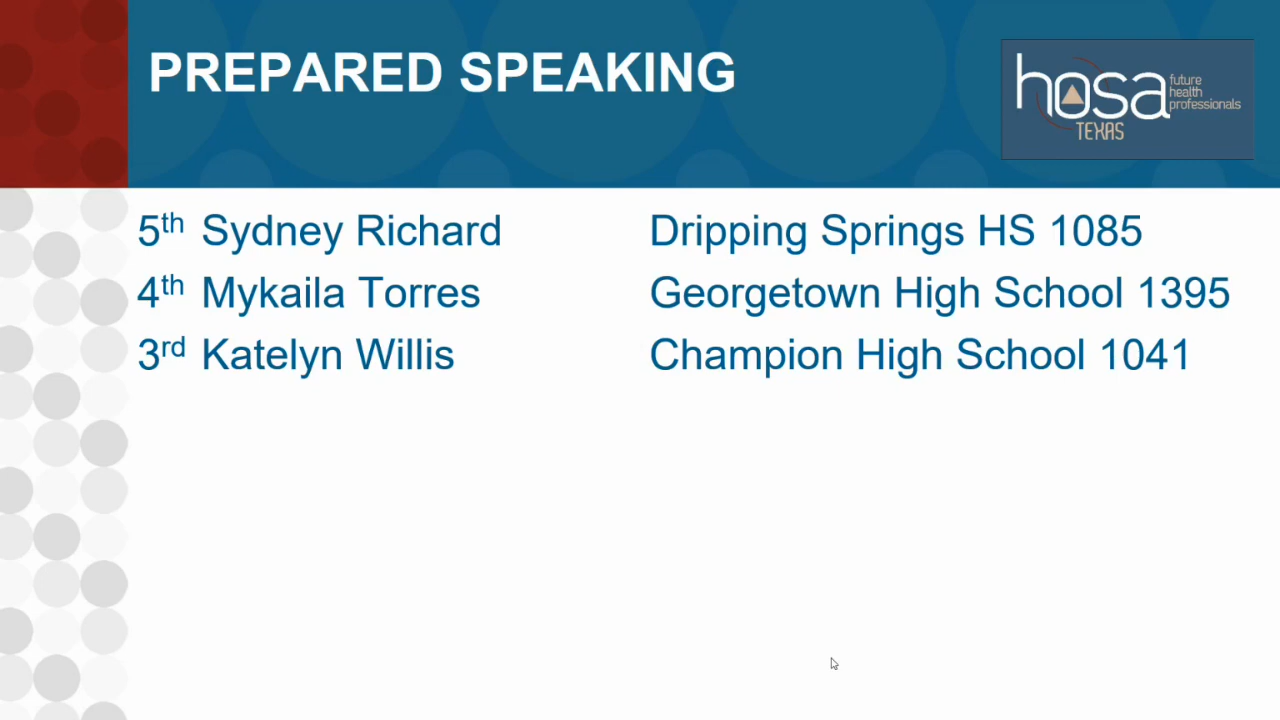 PREPARED SPEAKING
hosa future health professionals
TEXAS
5th Sydney Richard Dripping Springs HS 1085
4th Mykaila Torres Georgetown High School 1395
3rd Katelyn Willis Champion High School 1041